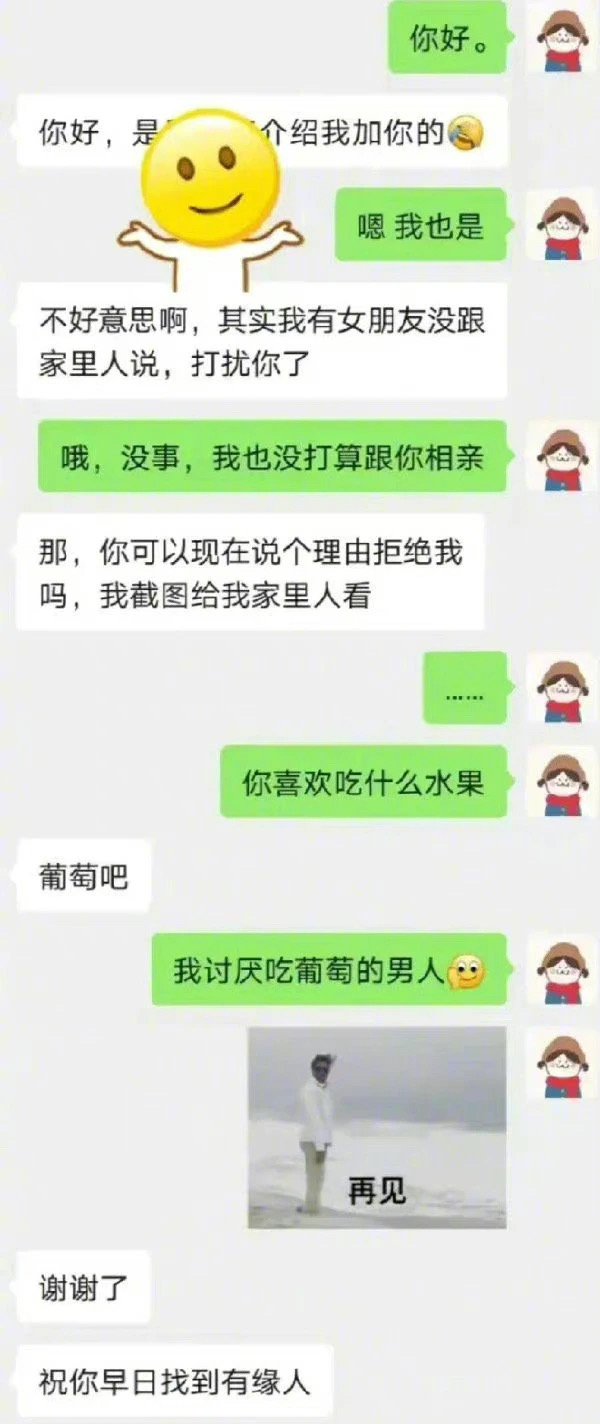 你好。
你好，是介绍我加你的
嗯 我也是
不好意思啊，其实我有女朋友没跟
家里人说，打扰你了
哦，没事，我也没打算跟你相亲
那，你可以现在说个理由拒绝我
吗，我截图给我家里人看
……
你喜欢吃什么水果
葡萄吧
我讨厌吃葡萄的男人
再见
谢谢了
祝你早日找到有缘人